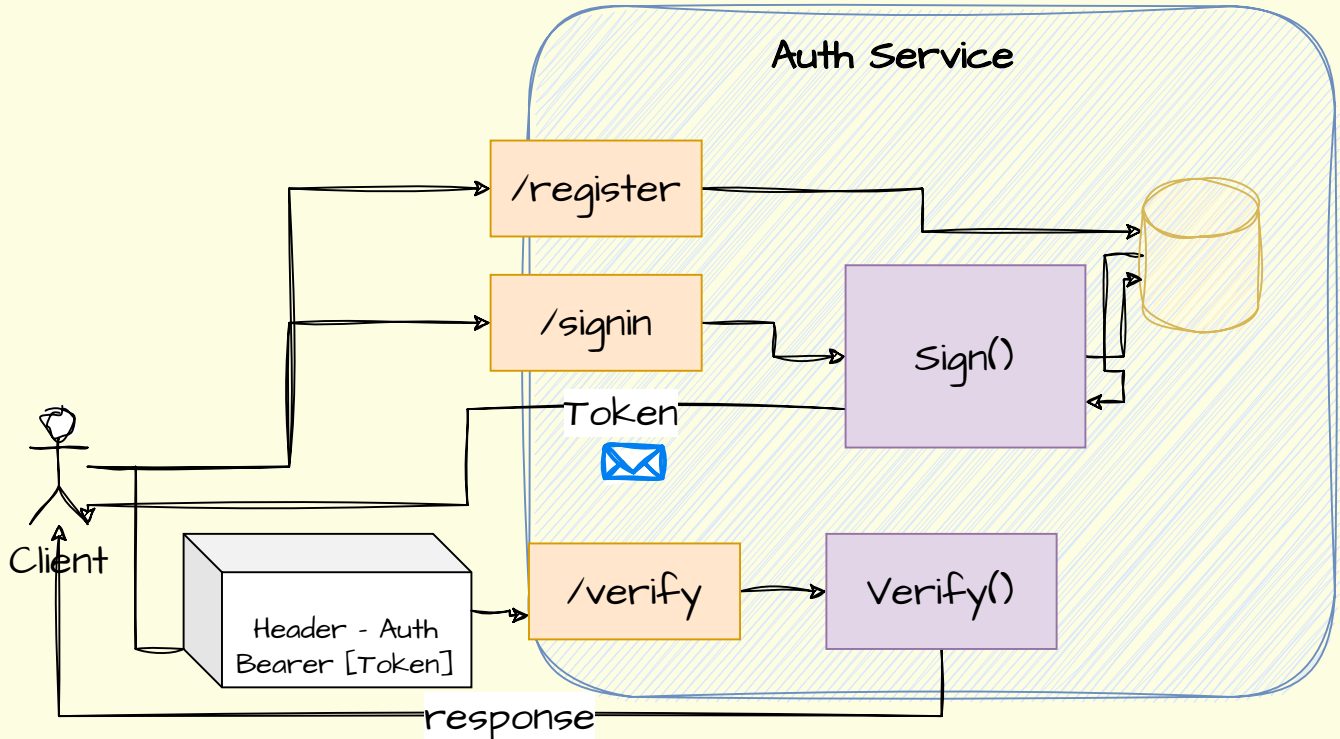 Auth Service
/register
/signin
Sign()
Token
Client
/verify
Verify()
Header - Auth
Bearer [Token]
response